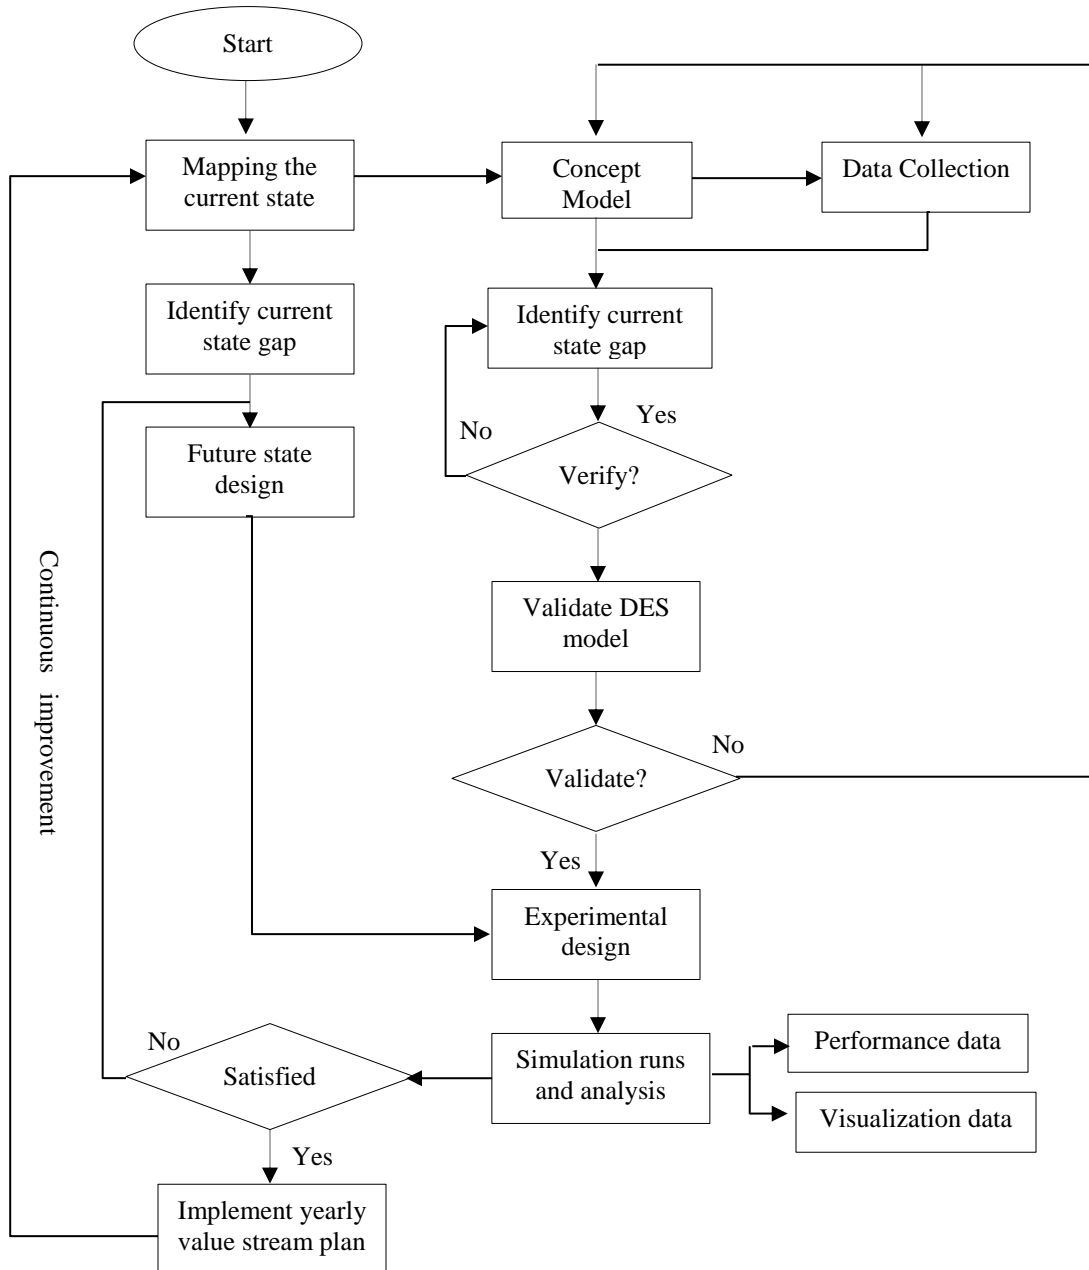 Start
Mapping the
current state
Concept
Model
Data Collection
Identify current
state gap
Identify current
state gap
Yes
No
Future state
design
Verify?
Continuous improvement
Validate DES
model
No
Validate?
Yes
Experimental
design
No
Satisfied
Simulation runs
and analysis
Performance data
Visualization data
Yes
Implement yearly
value stream plan